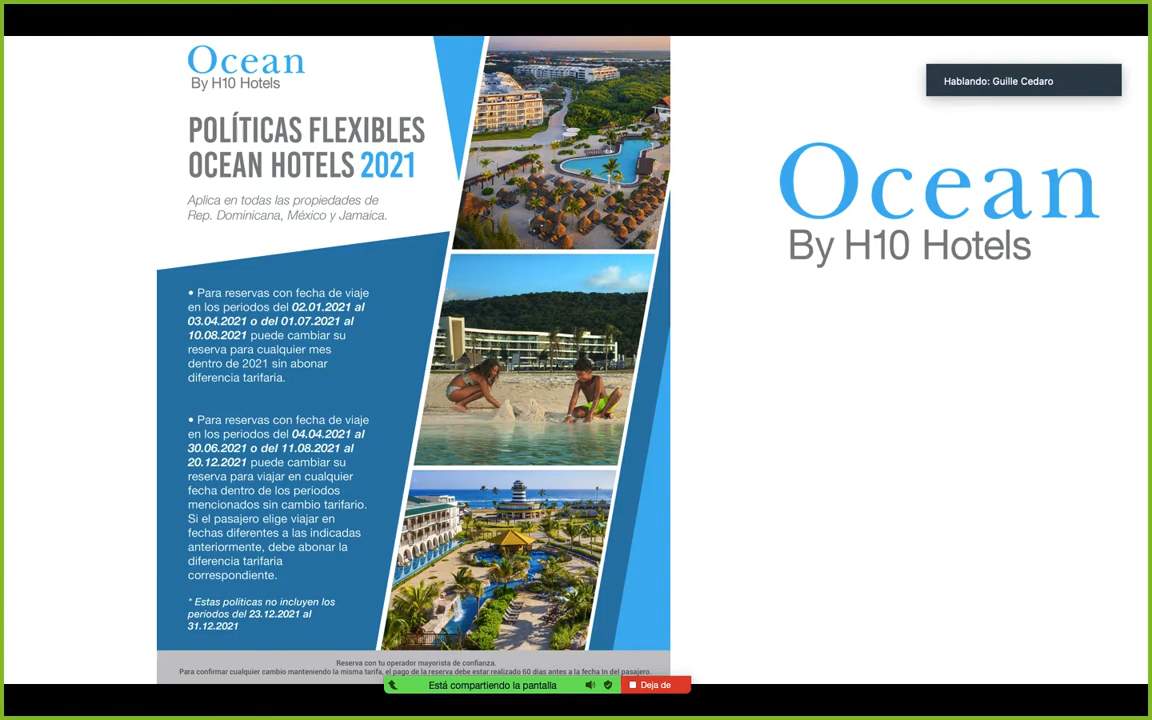 Ocean
By H10 Hotels
POLÍTICAS FLEXIBLES
OCEAN HOTELS 2021
Aplica en todas las propiedades de
Rep. Dominicana, México y Jamaica.
• Para reservas con fecha de viaje
en los periodos del 02.01.2021 al
03.04.2021 o del 01.07.2021 al
10.08.2021 puede cambiar su
reserva para cualquier mes
dentro de 2021 sin abonar
diferencia tarifaria.
• Para reservas con fecha de viaje
en los periodos del 04.04.2021 al
30.06.2021 o del 11.08.2021 al
20.12.2021 puede cambiar su
reserva para viajar en cualquier
fecha dentro de los periodos
mencionados sin cambio tarifario.
Si el pasajero elige viajar en
fechas diferentes a las indicadas
anteriormente, debe abonar la
diferencia tarifaria
correspondiente.
* Estas políticas no incluyen los
periodos del 23.12.2021 al
31.12.2021
Reserva con tu operador mayorista de confianza.
Para confirmar cualquier cambio manteniendo la misma tarifa, el pago de la reserva debe estar realizado 60 dias antes a la fecha In del pasajero.
Está compartiendo la pantalla
Deja de
Hablando: Guille Cedaro
Ocean
By H10 Hotels